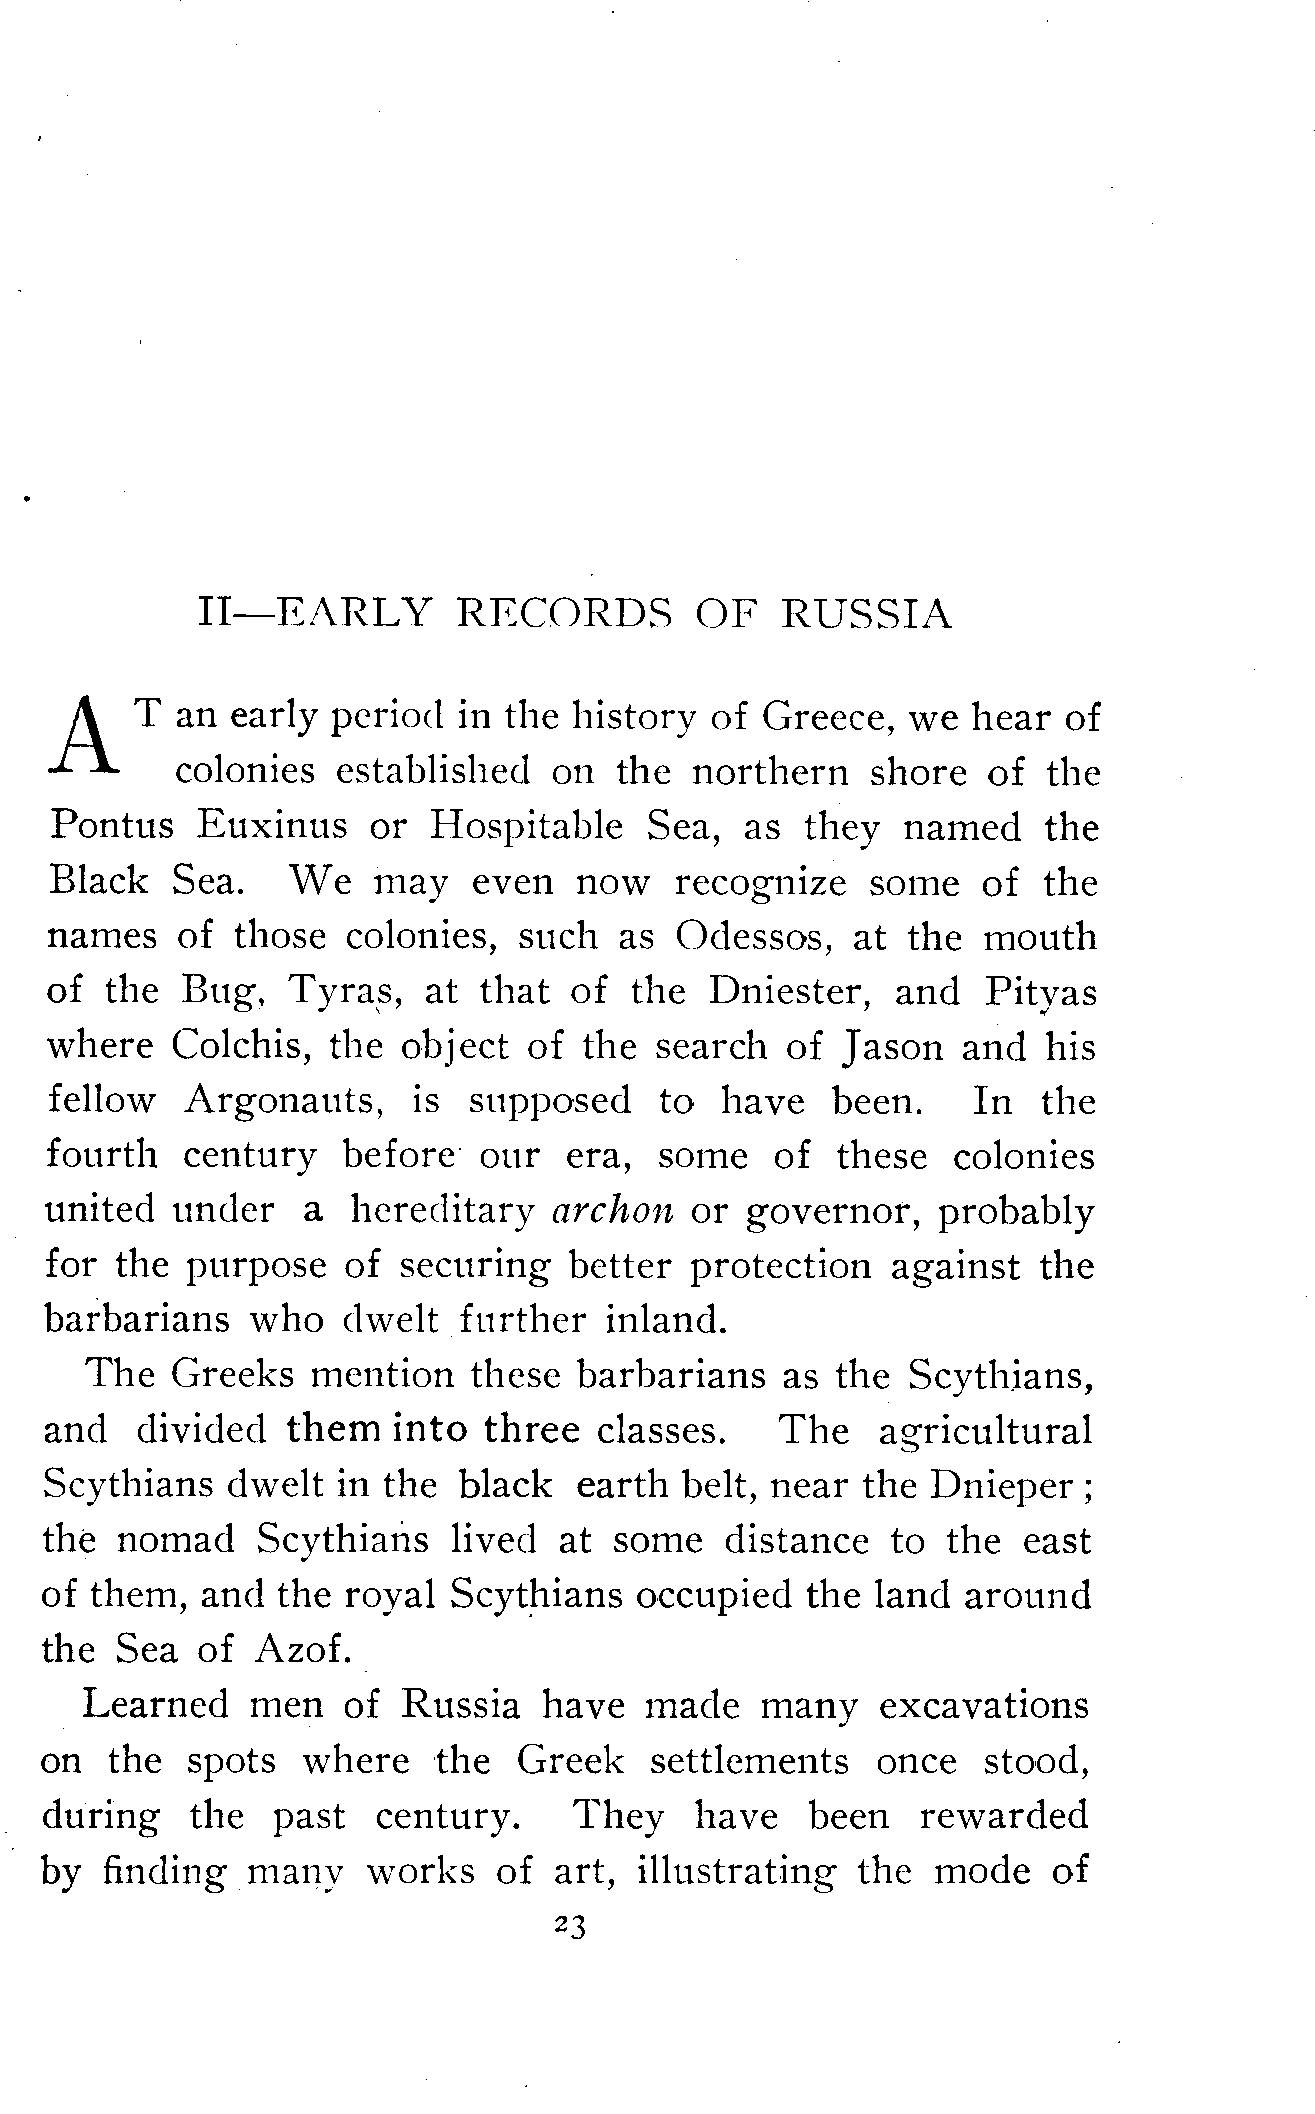 II—EARLY RECORDS OF RUSSIA
AT an early period in the history of Greece, we hear of
colonies established on the northern shore of the
Pontus Euxinus or Hospitable Sea, as they named the
Black Sea. We may even now recognize some of the
names of those colonies, such as Odessos, at the mouth
of the Bug, Tyras, at that of the Dniester, and Pityas
where Colchis, the object of the search of Jason and his
fellow Argonauts, is supposed to have been. In the
fourth century before our era, some of these colonies
united under a hereditary archon or governor, probably
for the purpose of securing better protection against the
barbarians who dwelt further inland.
The Greeks mention these barbarians as the Scythians,
and divided them into three classes. The agricultural
Scythians dwelt in the black earth belt, near the Dnieper;
the nomad Scythians lived at some distance to the east
of them, and the royal Scythians occupied the land around
the Sea of Azof.
Learned men of Russia have made many excavations
on the spots where the Greek settlements once stood,
during the past century. They have been rewarded
by finding many works of art, illustrating the mode of
23